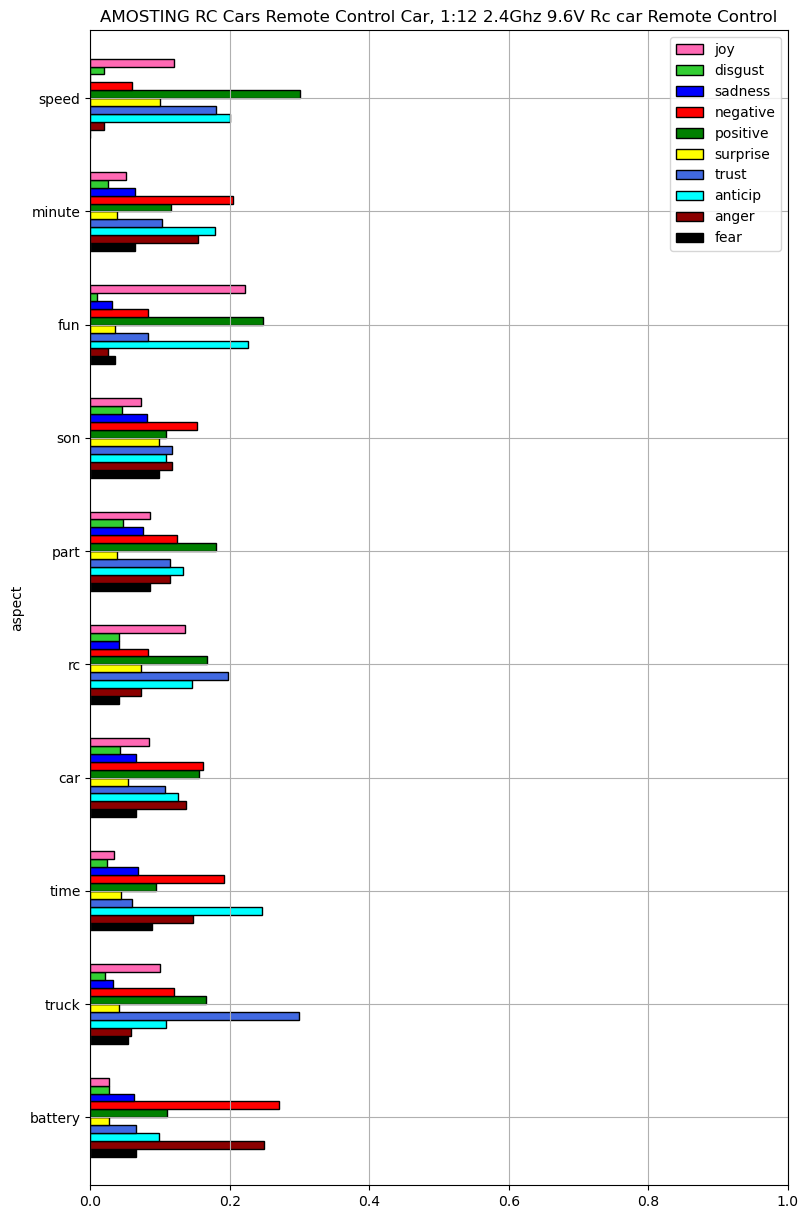 AMOSTING RC Cars Remote Control Car, 1:12 2.4Ghz 9.6V Rc car Remote Control
joy
disgust
sadness
negative
positive
surprise
trust
anticip
anger
fear
speed
minute
fun
son
part
rc
car
time
truck
battery
aspect
0.0 0.2 0.4 0.6 0.8 1.0